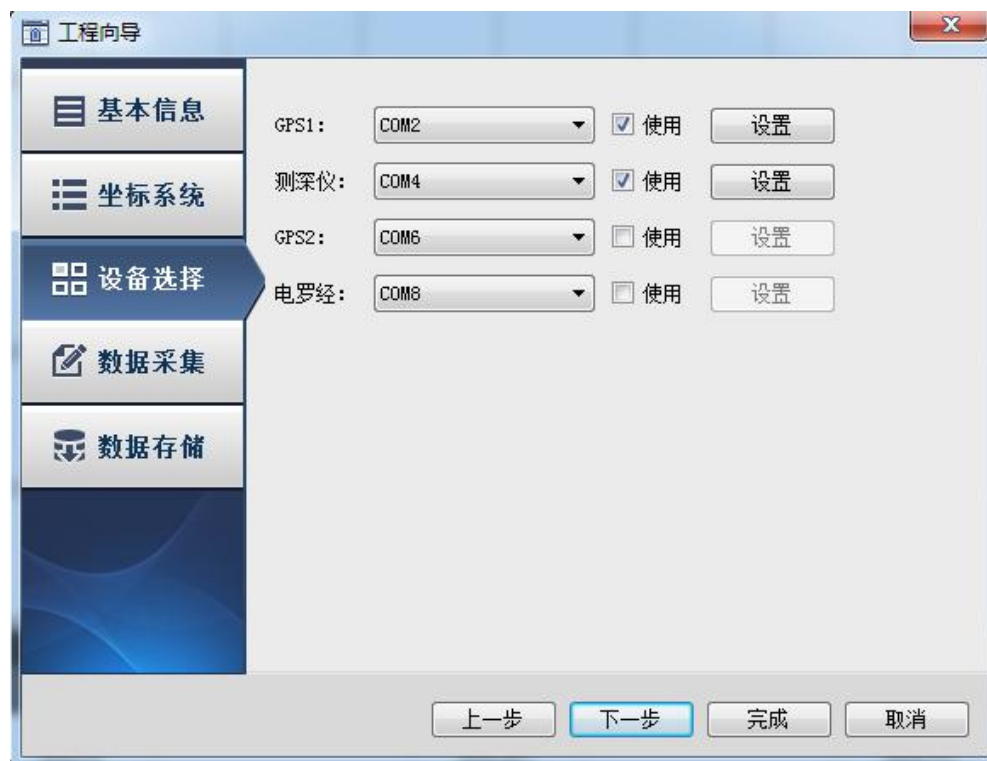 工程向导
基本信息
坐标系统
设备选择
数据采集
数据存储
GPS1: COM2 使用 设置
测深仪: COM4 使用 设置
GPS2: COM6 使用 设置
电罗经: COM8 使用 设置
上一步 下一步 完成 取消